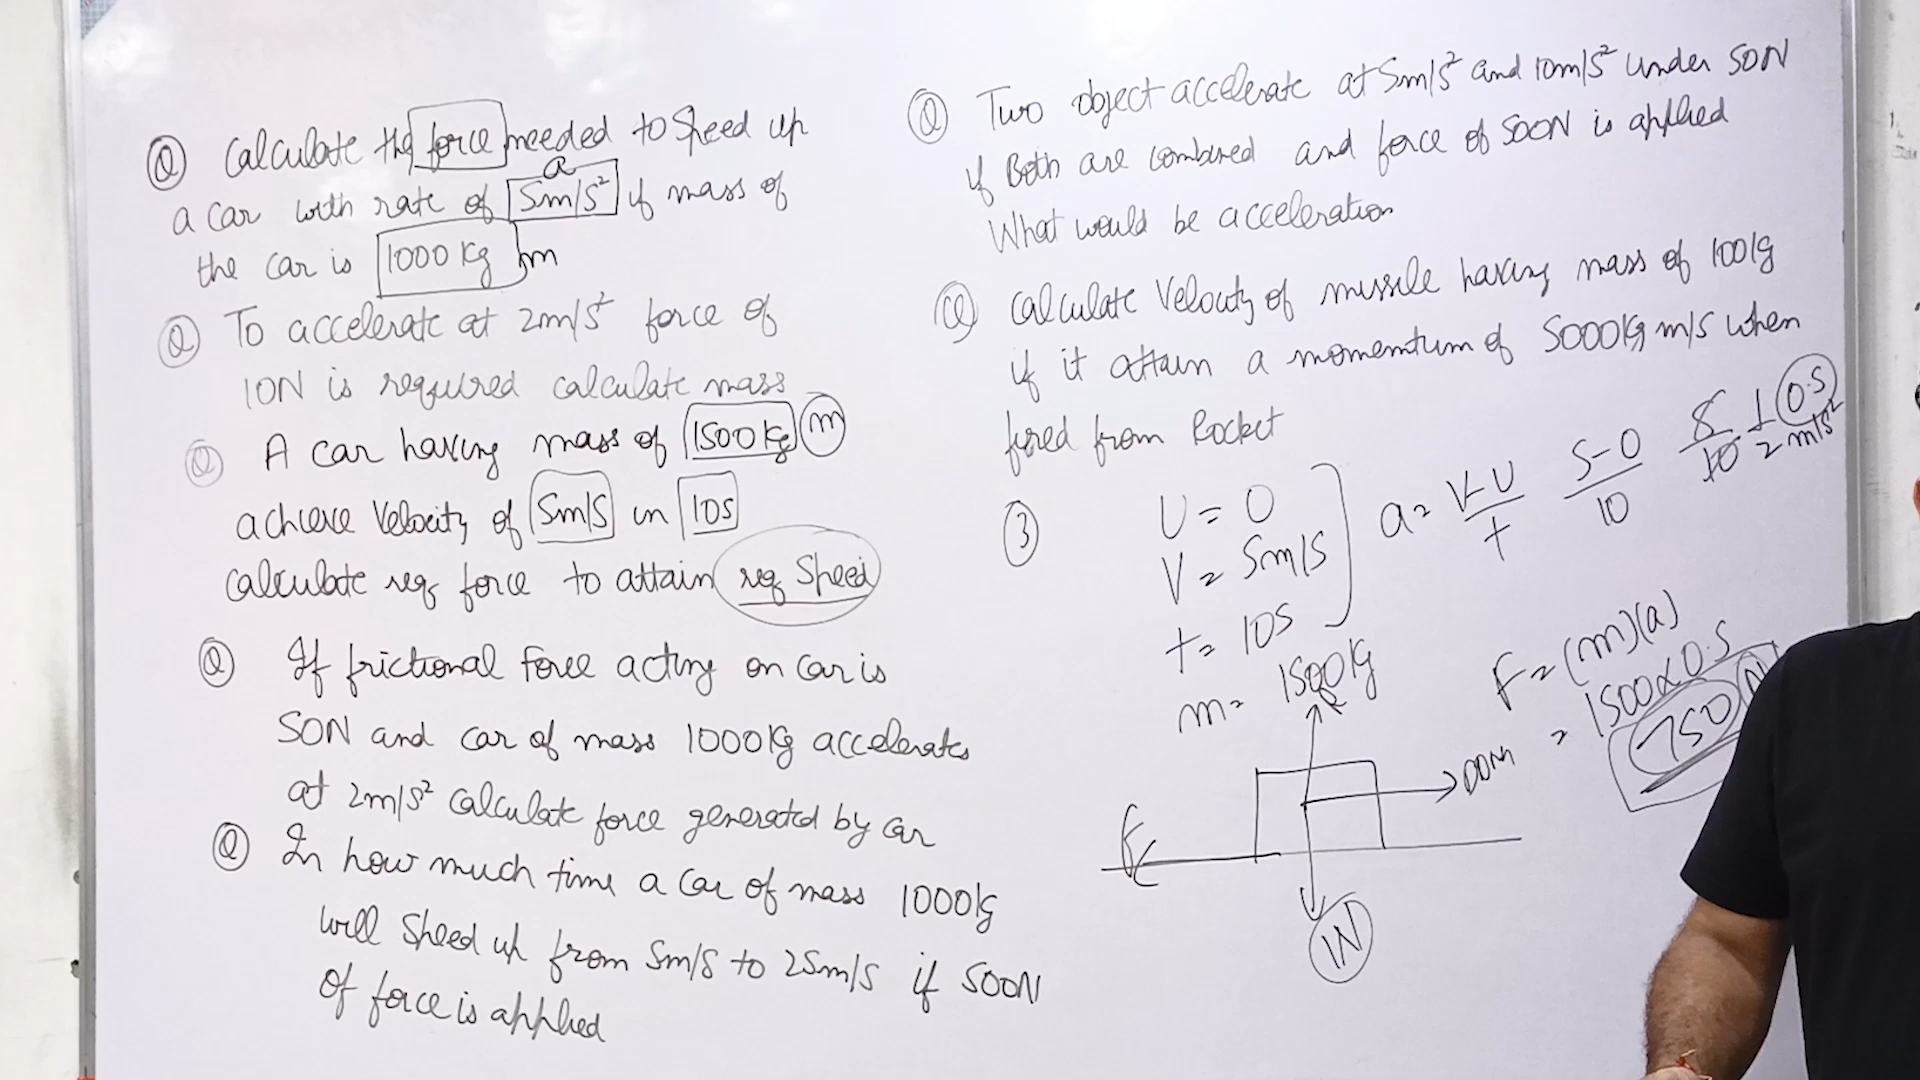 Q Calculate the force needed to speed up
a
a car with rate of 5m/s² if mass of
the car is 1000 kg m
Q To accelerate at 2m/s² force of
10N is required calculate mass
Q A car having mass of 1500 kg m
achieve velocity of 5m/s in 10s
calculate req force to attain req speed
Q If frictional force acting on car is
50N and car of mass 1000kg accelerates
at 2m/s² calculate force generated by car
Q In how much time a car of mass 1000kg
will speed up from 5m/s to 25m/s if 500N
of force is applied
Q Two object accelerate at 5m/s² and 10m/s² under 50N
if Both are combined and force of 500N is applied
What would be acceleration
Q Calculate velocity of missile having mass of 100kg
if it attain a momemtum of 5000kg m/s when
fired from Rocket
3
U = 0
V = 5m/s
t = 10s
m = 1500kg
a = V-U/t 5-0/10 5/10 1/2 0.5 m/s²
F = (m)(a)
= 1500x0.5
750 N